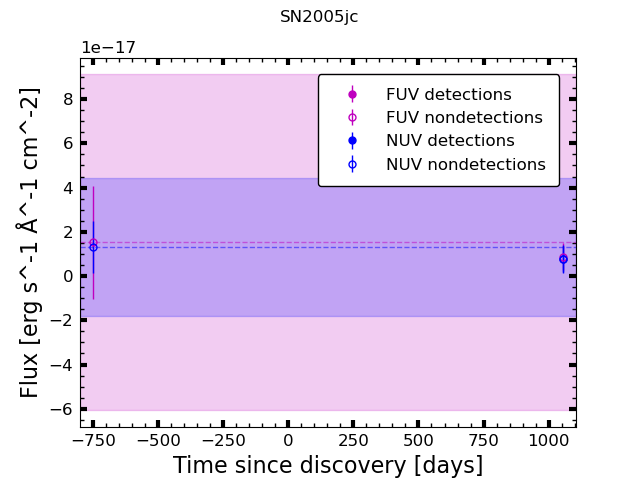 SN2005jc
1e−17
FUV detections
FUV nondetections
NUV detections
NUV nondetections
8
6
4
2
0
−2
−4
−6
Flux [erg s^-1 Å^-1 cm^-2]
−750 −500 −250 0 250 500 750 1000
Time since discovery [days]